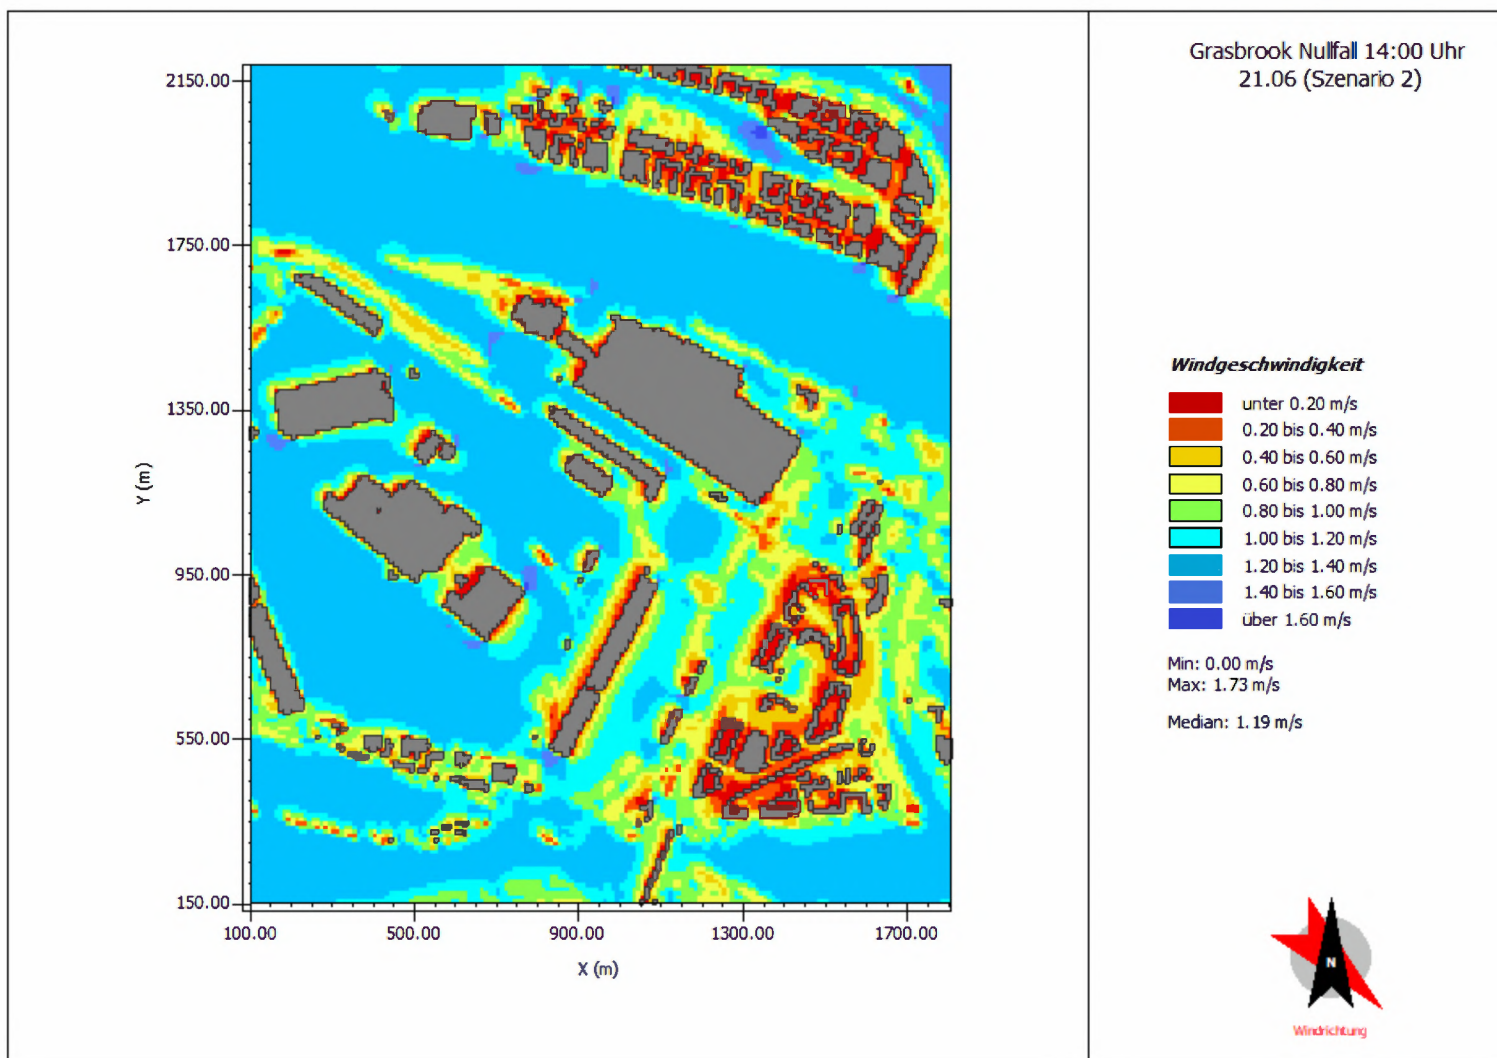 Grasbrook Nullfall 14:00 Uhr
21.06 (Szenario 2)
2150.00
1750.00
1350.00
950.00
550.00
150.00
Y (m)
100.00
500.00
900.00
1300.00
1700.00
X (m)
Windgeschwindigkeit
unter 0.20 m/s
0.20 bis 0.40 m/s
0.40 bis 0.60 m/s
0.60 bis 0.80 m/s
0.80 bis 1.00 m/s
1.00 bis 1.20 m/s
1.20 bis 1.40 m/s
1.40 bis 1.60 m/s
über 1.60 m/s
Min: 0.00 m/s
Max: 1.73 m/s
Median: 1.19 m/s
N
Windrichtung